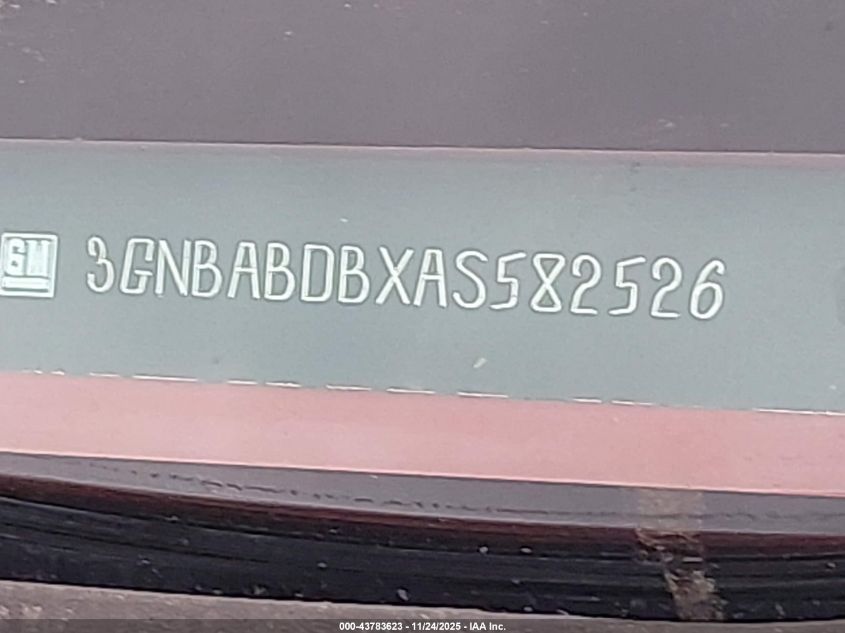 GM 3GNBABDBXAS582526
000-43783623 - 11/24/2025 - IAA Inc.